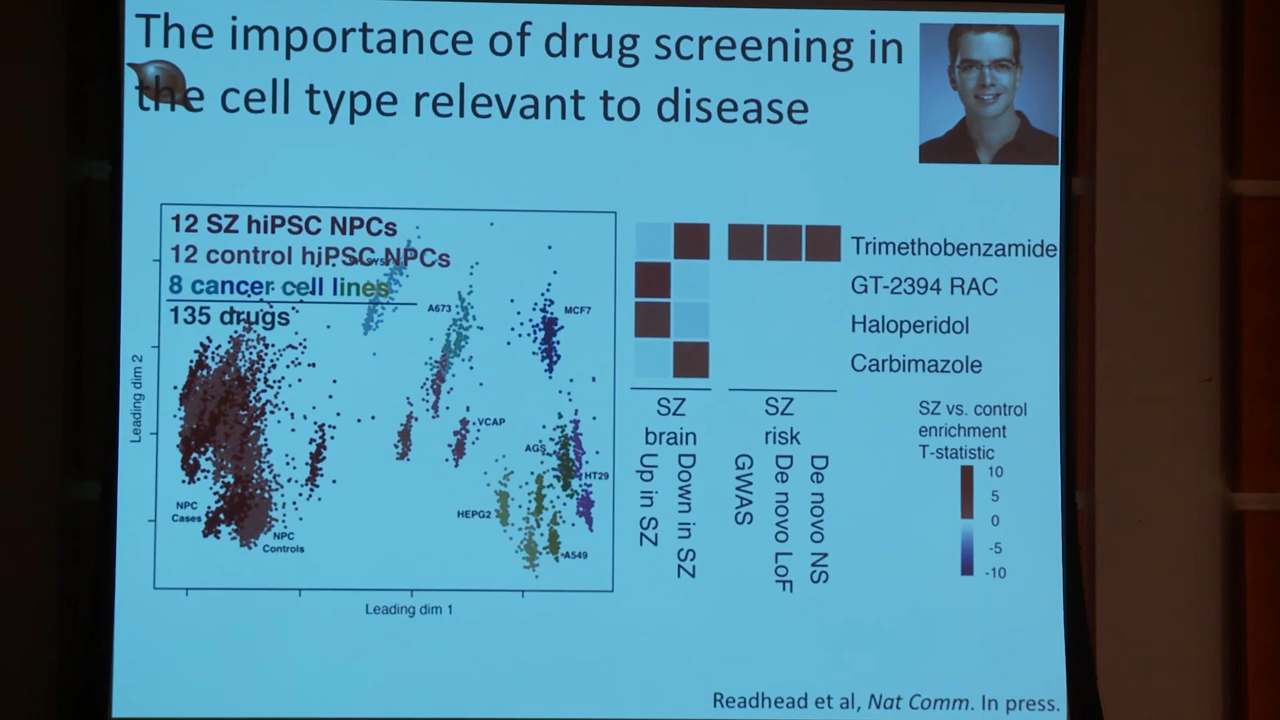 The importance of drug screening in
the cell type relevant to disease
12 SZ hiPSC NPCs
12 control hiPSC NPCs
8 cancer cell lines
135 drugs
A673
MCF7
VCAP
AGS
HT29
HEPG2
A549
NPC
Cases
NPC
Controls
Leading dim 2
Leading dim 1
Trimethobenzamide
GT-2394 RAC
Haloperidol
Carbimazole
SZ
brain
SZ
risk
Up in SZ
Down in SZ
GWAS
De novo LoF
De novo NS
SZ vs. control
enrichment
T-statistic
10
5
0
-5
-10
Readhead et al, Nat Comm. In press.